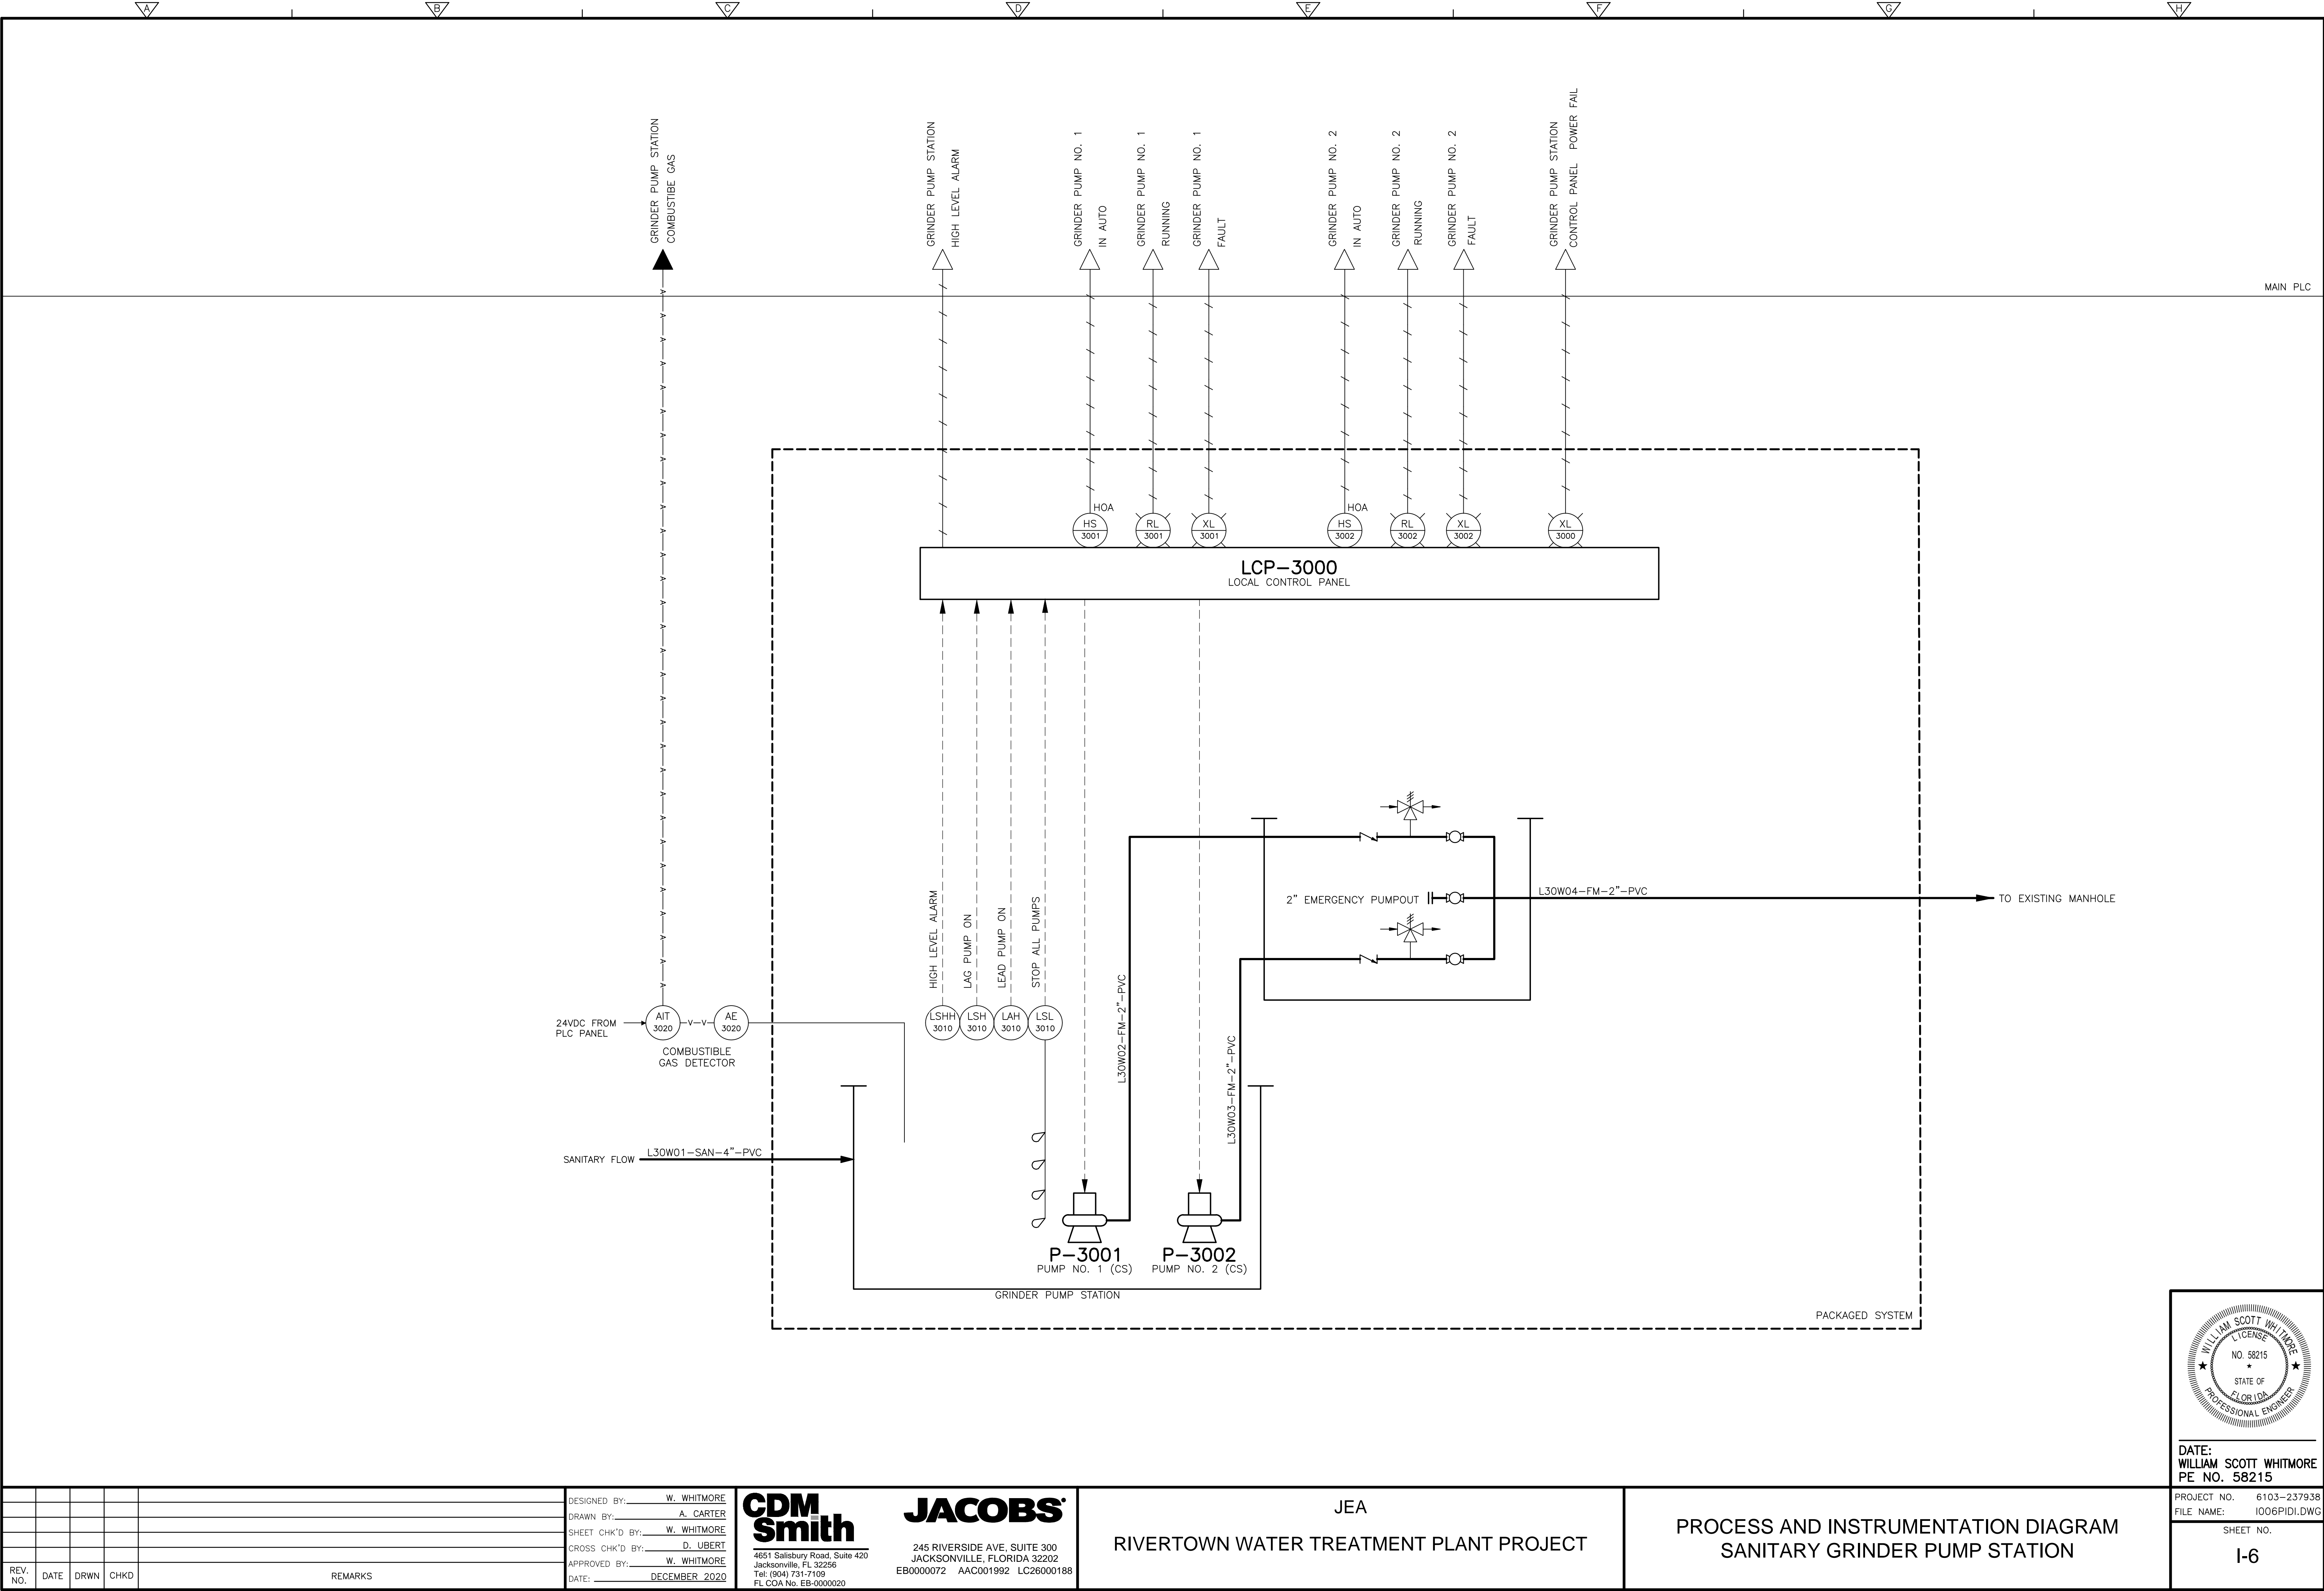 A
B
C
D
E
F
G
H
GRINDER PUMP STATION
COMBUSTIBE GAS
GRINDER PUMP STATION
HIGH LEVEL ALARM
GRINDER PUMP NO. 1
IN AUTO
GRINDER PUMP NO. 1
RUNNING
GRINDER PUMP NO. 1
FAULT
GRINDER PUMP NO. 2
IN AUTO
GRINDER PUMP NO. 2
RUNNING
GRINDER PUMP NO. 2
FAULT
GRINDER PUMP STATION
CONTROL PANEL POWER FAIL
MAIN PLC
HOA
HS
3001
RL
3001
XL
3001
HOA
HS
3002
RL
3002
XL
3002
XL
3000
LCP-3000
LOCAL CONTROL PANEL
HIGH LEVEL ALARM
LAG PUMP ON
LEAD PUMP ON
STOP ALL PUMPS
LSHH
3010
LSH
3010
LAH
3010
LSL
3010
24VDC FROM
PLC PANEL
AIT
3020
V-V
AE
3020
COMBUSTIBLE
GAS DETECTOR
2" EMERGENCY PUMPOUT
L30W04-FM-2"-PVC
TO EXISTING MANHOLE
L30W02-FM-2"-PVC
L30W03-FM-2"-PVC
SANITARY FLOW
L30W01-SAN-4"-PVC
P-3001
PUMP NO. 1 (CS)
P-3002
PUMP NO. 2 (CS)
GRINDER PUMP STATION
PACKAGED SYSTEM
WILLIAM SCOTT WHITMORE
LICENSE
NO. 58215
STATE OF
FLORIDA
PROFESSIONAL ENGINEER
DATE:
WILLIAM SCOTT WHITMORE
PE NO. 58215
REV.
NO.
DATE
DRWN
CHKD
REMARKS
DESIGNED BY: W. WHITMORE
DRAWN BY: A. CARTER
SHEET CHK'D BY: W. WHITMORE
CROSS CHK'D BY: D. UBERT
APPROVED BY: W. WHITMORE
DATE: DECEMBER 2020
CDM
Smith
4651 Salisbury Road, Suite 420
Jacksonville, FL 32256
Tel: (904) 731-7109
FL COA No. EB-0000020
JACOBS
245 RIVERSIDE AVE, SUITE 300
JACKSONVILLE, FLORIDA 32202
EB0000072 AAC001992 LC26000188
JEA
RIVERTOWN WATER TREATMENT PLANT PROJECT
PROCESS AND INSTRUMENTATION DIAGRAM
SANITARY GRINDER PUMP STATION
PROJECT NO. 6103-237938
FILE NAME: I006PIDI.DWG
SHEET NO.
I-6